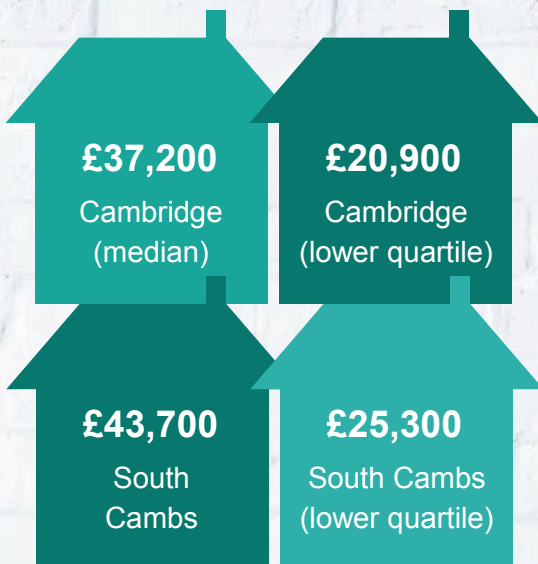 £37,200
Cambridge
(median)
£20,900
Cambridge
(lower quartile)
£43,700
South
Cambs
£25,300
South Cambs
(lower quartile)